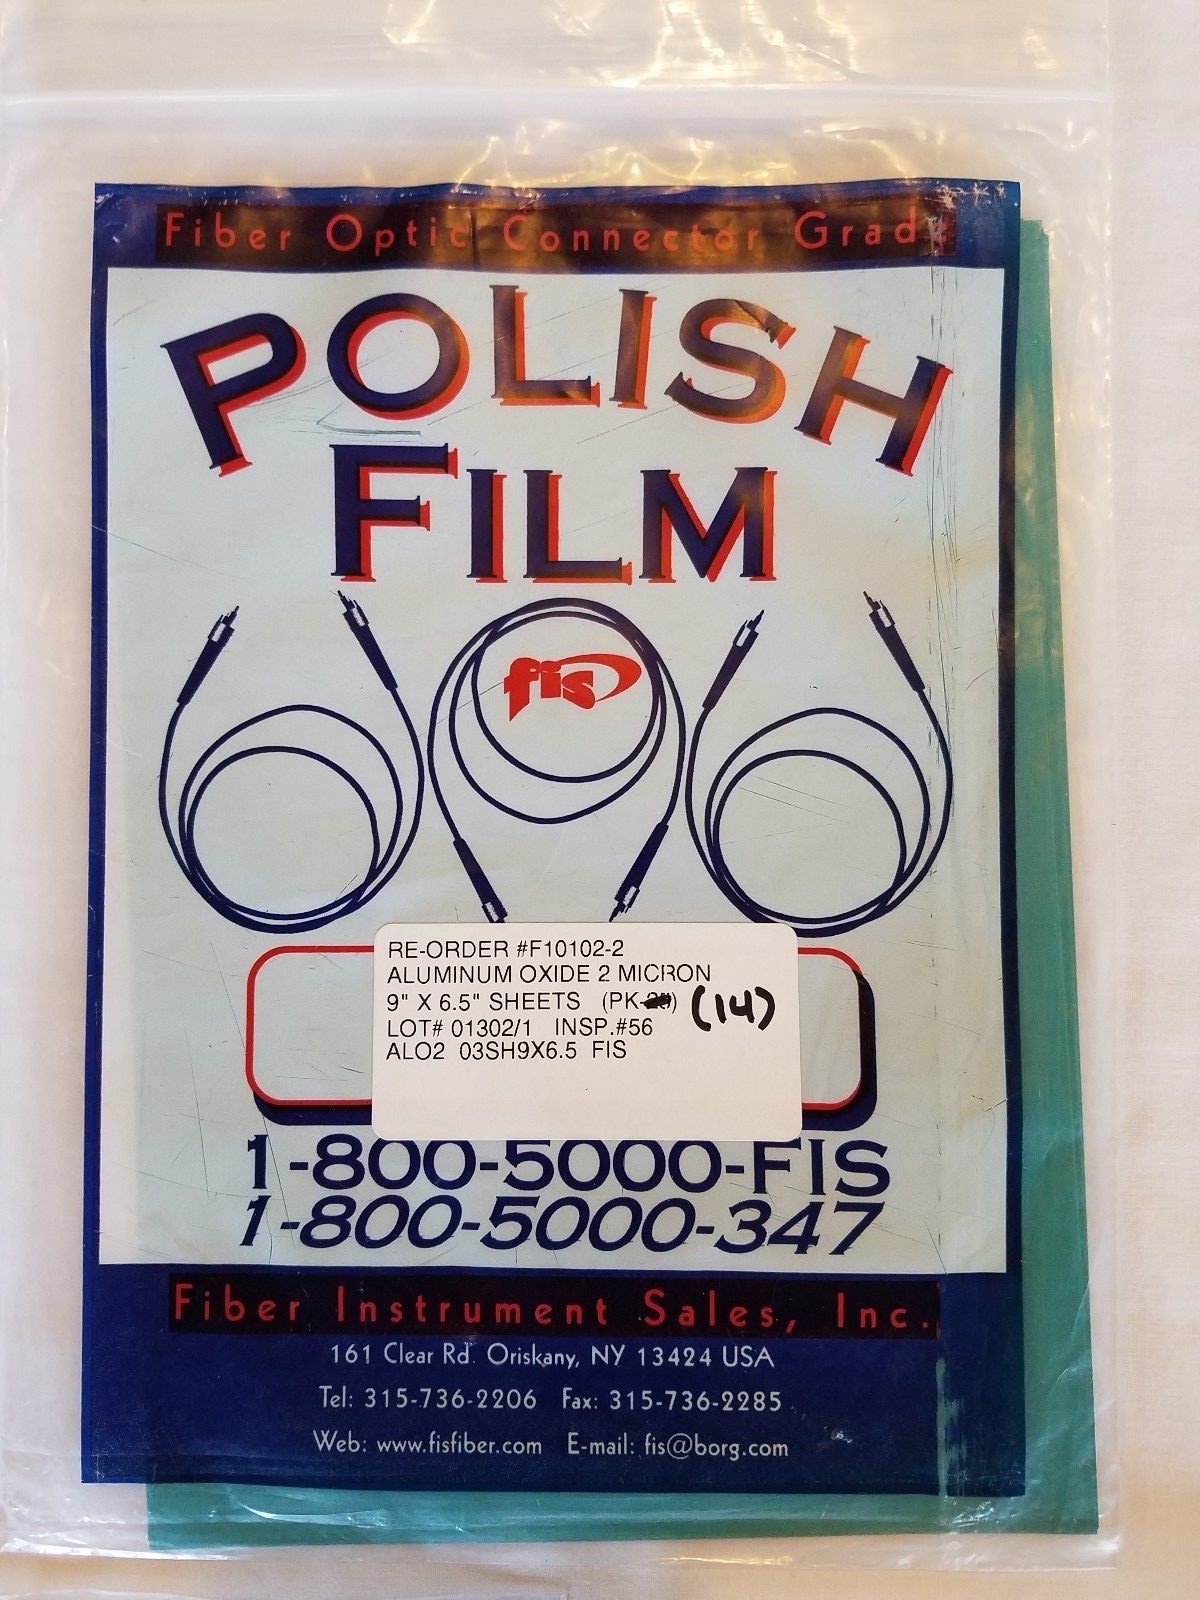 Fiber Optic Connector Grade
POLISH
FILM
fis
RE-ORDER #F10102-2
ALUMINUM OXIDE 2 MICRON
9" X 6.5" SHEETS (PK-25) (14)
LOT# 01302/1 INSP.#56
ALO2 03SH9X6.5 FIS
1-800-5000-FIS
1-800-5000-347
Fiber Instrument Sales, Inc.
161 Clear Rd. Oriskany, NY 13424 USA
Tel: 315-736-2206 Fax: 315-736-2285
Web: www.fisfiber.com E-mail: fis@borg.com